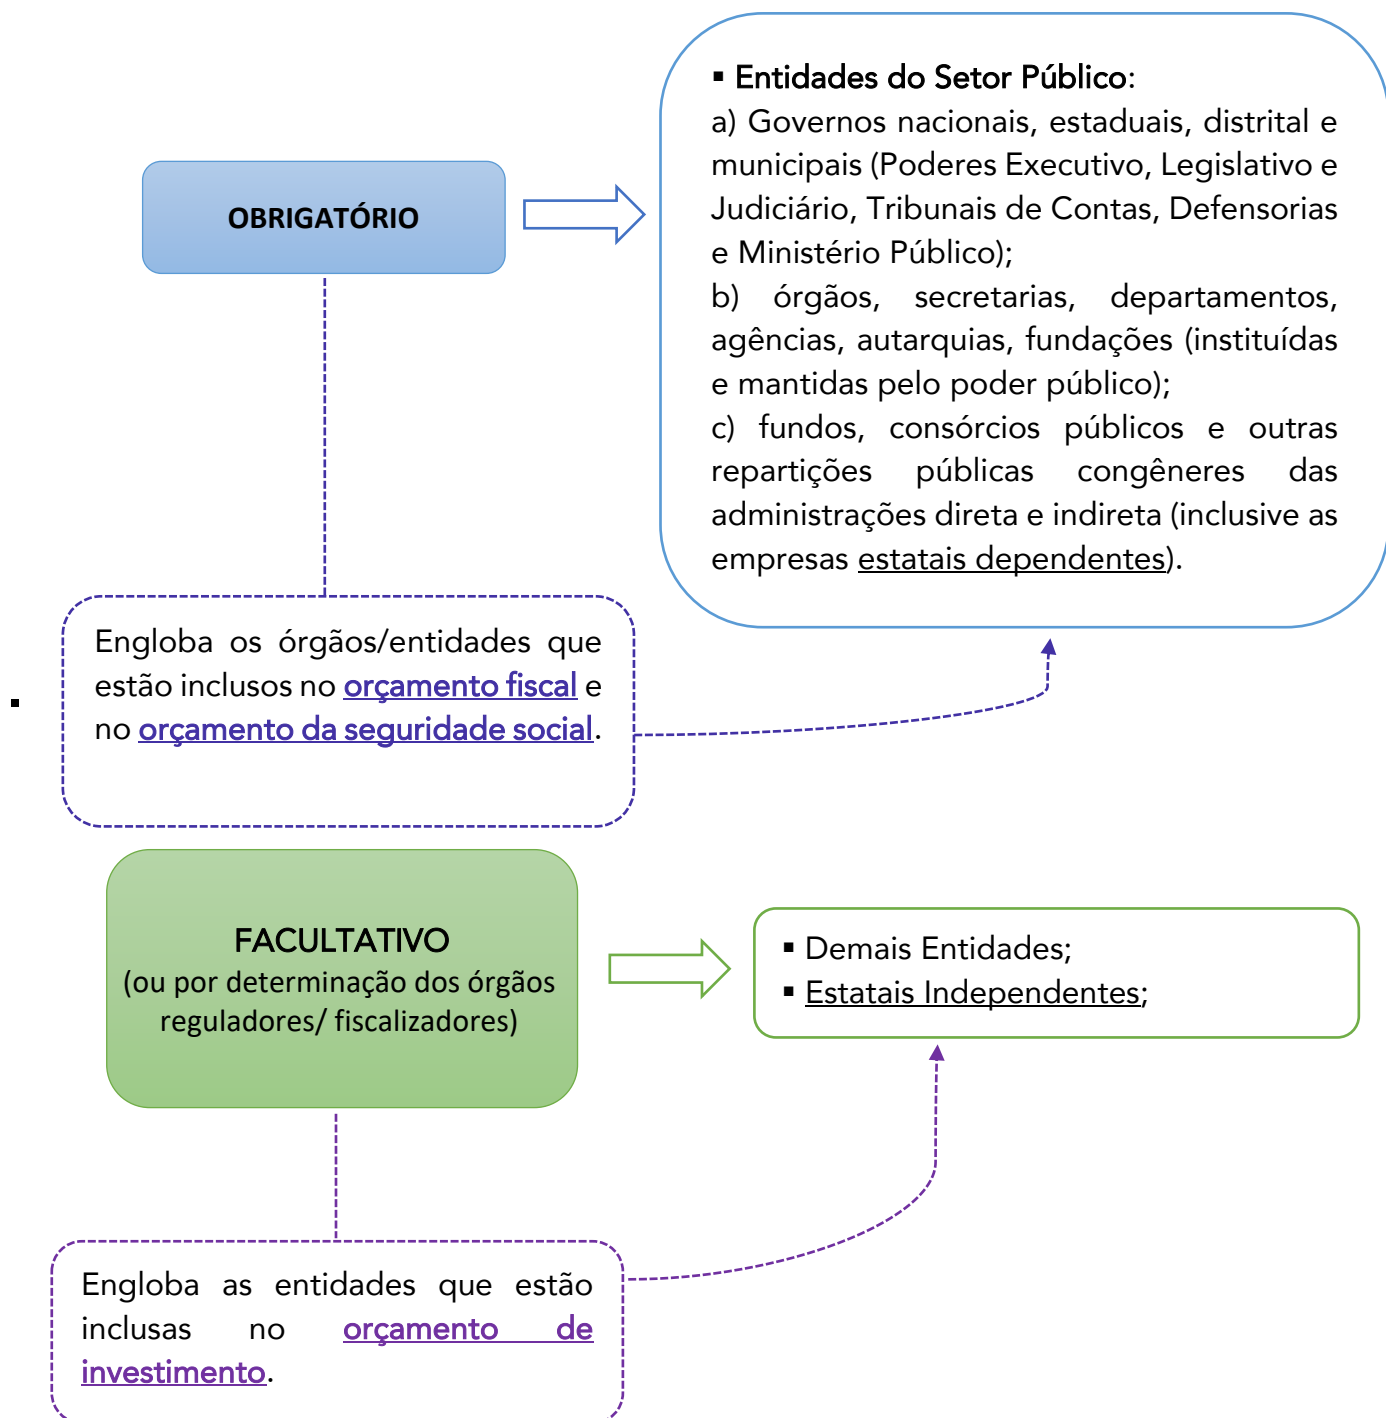 ▪ Entidades do Setor Público:
a) Governos nacionais, estaduais, distrital e
municipais (Poderes Executivo, Legislativo e
Judiciário, Tribunais de Contas, Defensorias
e Ministério Público);
b) órgãos, secretarias, departamentos,
agências, autarquias, fundações (instituídas
e mantidas pelo poder público);
c) fundos, consórcios públicos e outras
repartições públicas congêneres das
administrações direta e indireta (inclusive as
empresas estatais dependentes).
OBRIGATÓRIO
Engloba os órgãos/entidades que
estão inclusos no orçamento fiscal e
no orçamento da seguridade social.
▪
FACULTATIVO
(ou por determinação dos órgãos
reguladores/ fiscalizadores)
▪ Demais Entidades;
▪ Estatais Independentes;
Engloba as entidades que estão
inclusas no orçamento de
investimento.